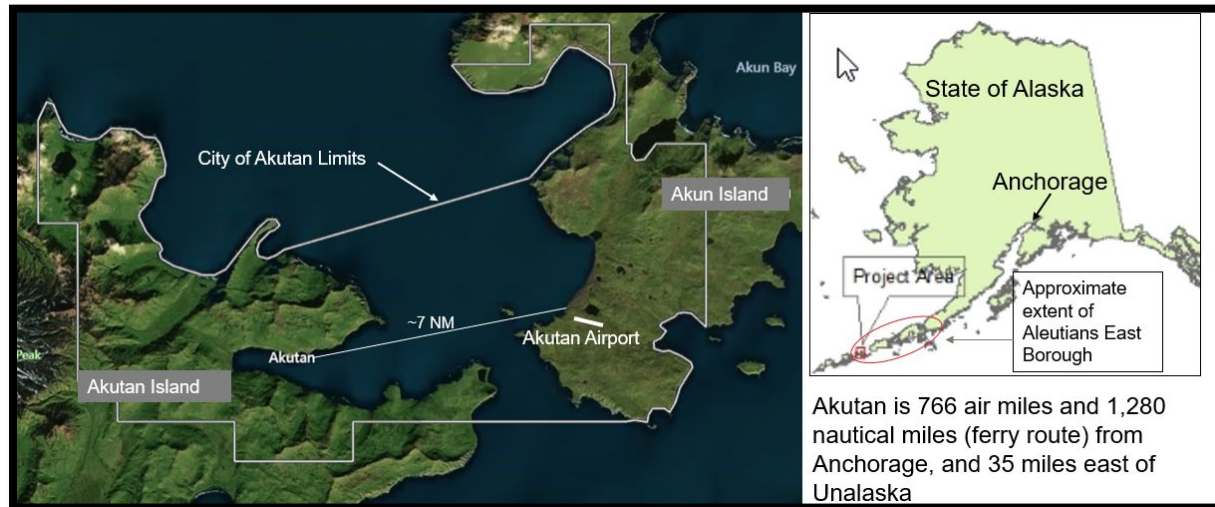 Akun Bay
City of Akutan Limits
Akun Island
~7 NM
Akutan
Akutan Airport
Peak
Akutan Island
State of Alaska
Anchorage
Project Area
Approximate
extent of
Aleutians East
Borough
Akutan is 766 air miles and 1,280
nautical miles (ferry route) from
Anchorage, and 35 miles east of
Unalaska